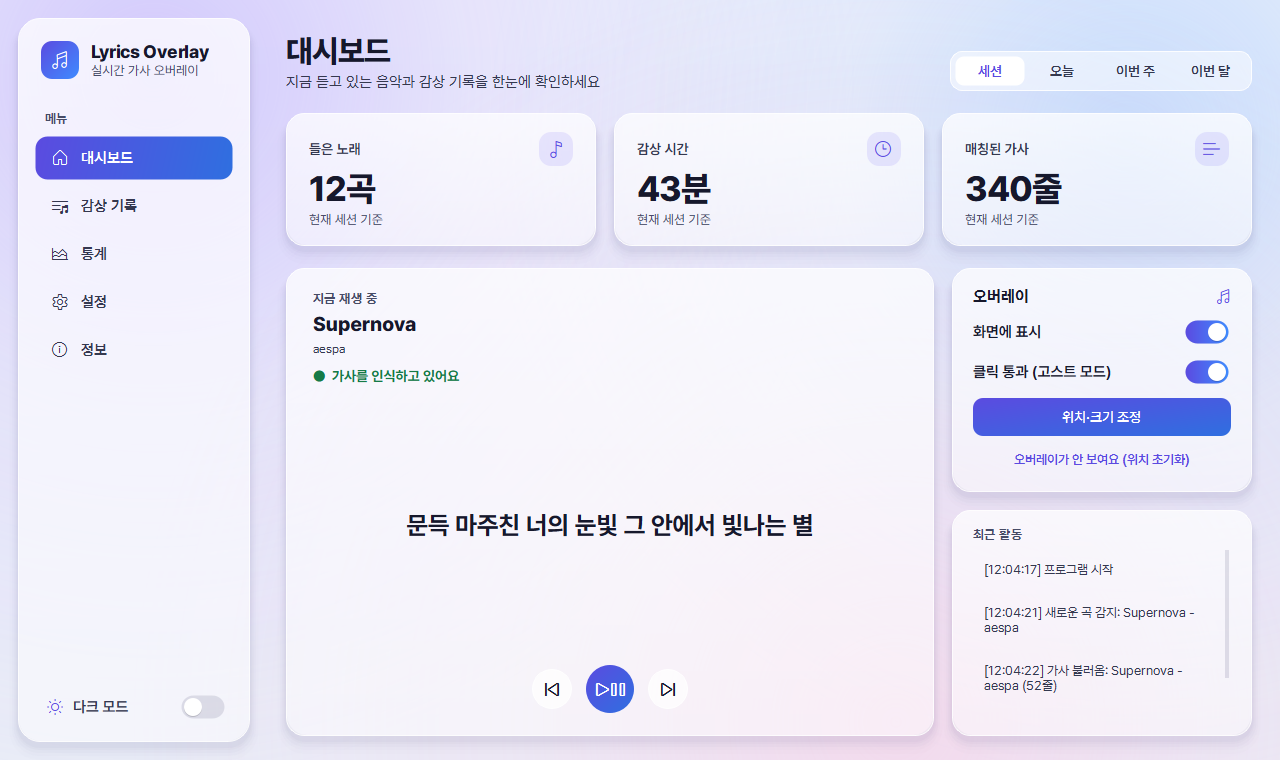 Lyrics Overlay
실시간 가사 오버레이
메뉴
대시보드
감상 기록
통계
설정
정보
다크 모드
대시보드
지금 듣고 있는 음악과 감상 기록을 한눈에 확인하세요
세션
오늘
이번 주
이번 달
들은 노래
12곡
현재 세션 기준
감상 시간
43분
현재 세션 기준
매칭된 가사
340줄
현재 세션 기준
지금 재생 중
Supernova
aespa
가사를 인식하고 있어요
문득 마주친 너의 눈빛 그 안에서 빛나는 별
오버레이
화면에 표시
클릭 통과 (고스트 모드)
위치·크기 조정
오버레이가 안 보여요 (위치 초기화)
최근 활동
[12:04:17] 프로그램 시작
[12:04:21] 새로운 곡 감지: Supernova -
aespa
[12:04:22] 가사 불러옴: Supernova -
aespa (52줄)